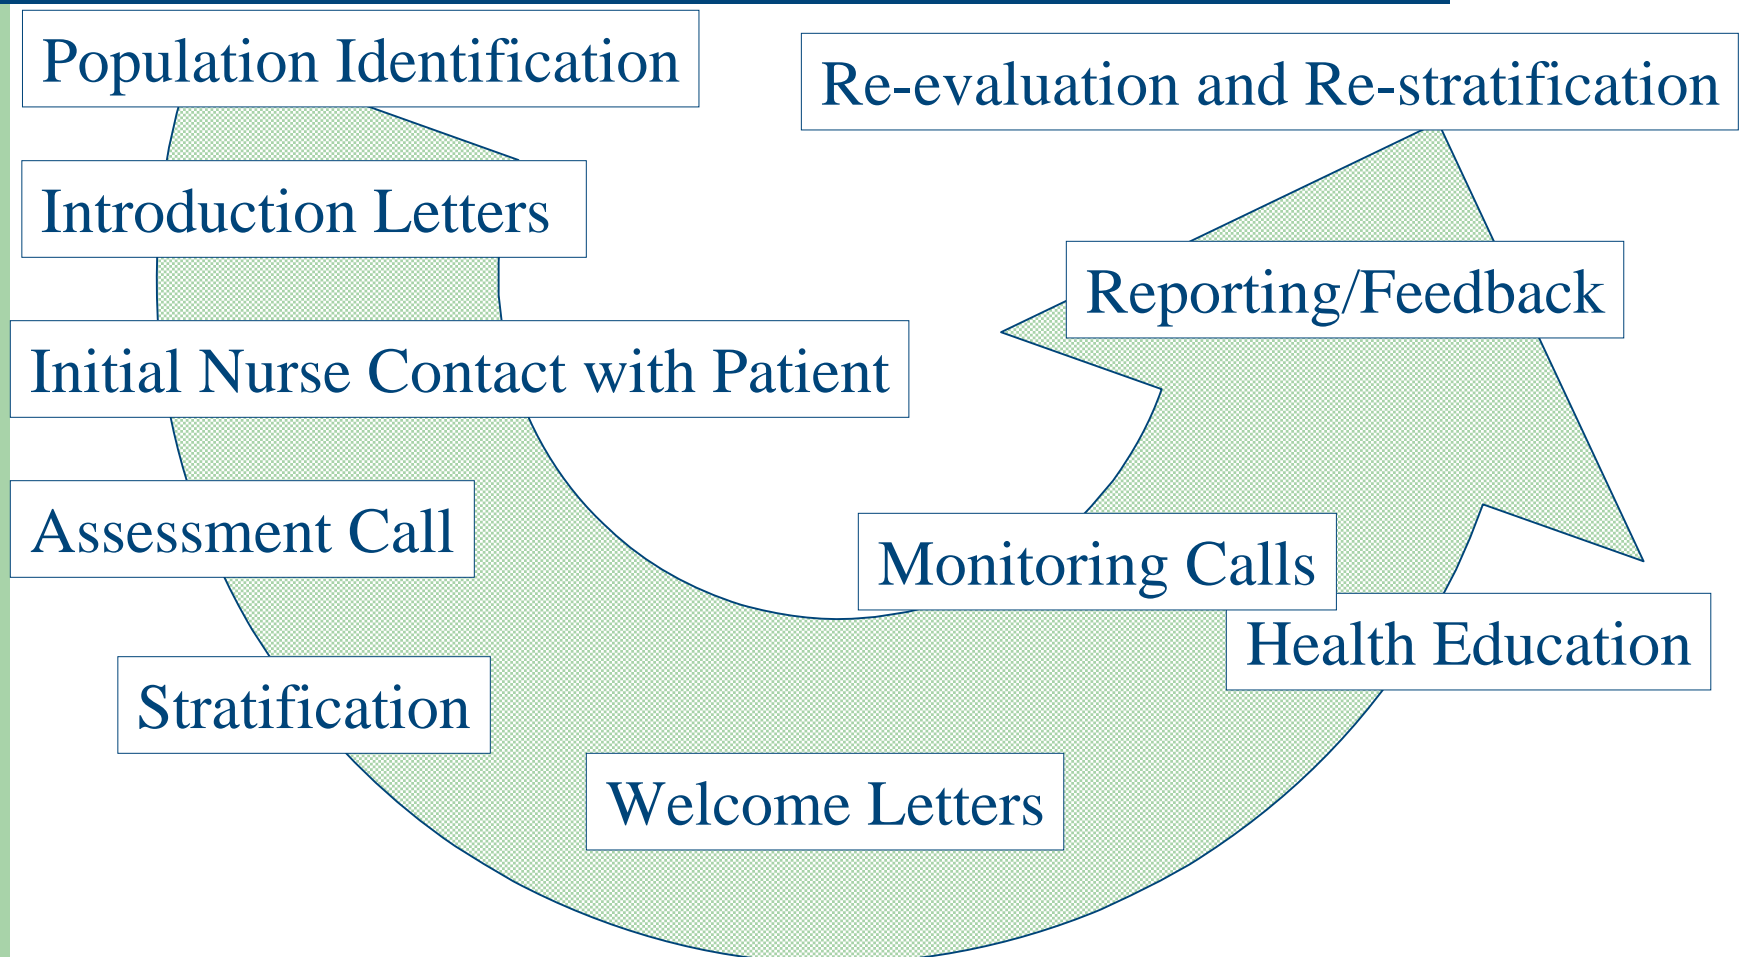 Population Identification
Re-evaluation and Re-stratification
Introduction Letters
Reporting/Feedback
Initial Nurse Contact with Patient
Assessment Call
Monitoring Calls
Health Education
Stratification
Welcome Letters